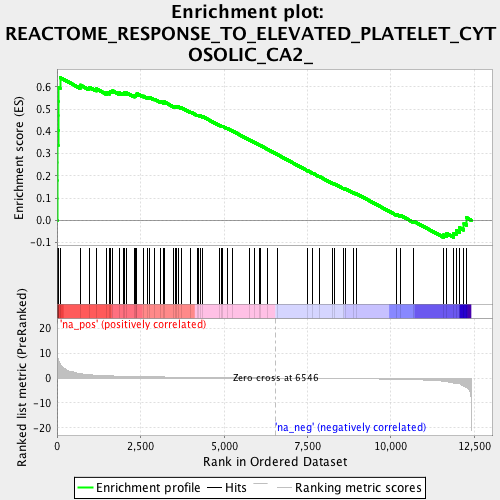 Enrichment plot:
REACTOME_RESPONSE_TO_ELEVATED_PLATELET_CYT
OSOLIC_CA2_
Enrichment score (ES)
0.6
0.5
0.4
0.3
0.2
0.1
0.0
-0.1
'na_pos' (positively correlated)
Ranked list metric (PreRanked)
20
10
0
-10
-20
Zero cross at 6546
'na_neg' (negatively correlated)
0
2,500
5,000
7,500
10,000
12,500
Rank in Ordered Dataset
Enrichment profile
Hits
Ranking metric scores